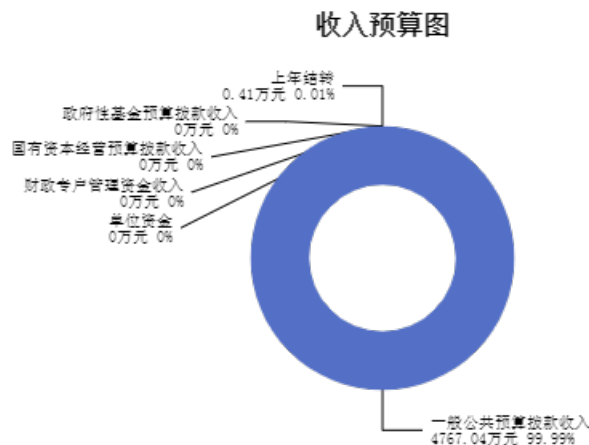 收入预算图
上年结转
0.41万元 0.01%
政府性基金预算拨款收入
0万元 0%
国有资本经营预算拨款收入
0万元 0%
财政专户管理资金收入
0万元 0%
单位资金
0万元 0%
一般公共预算拨款收入
4767.04万元 99.99%